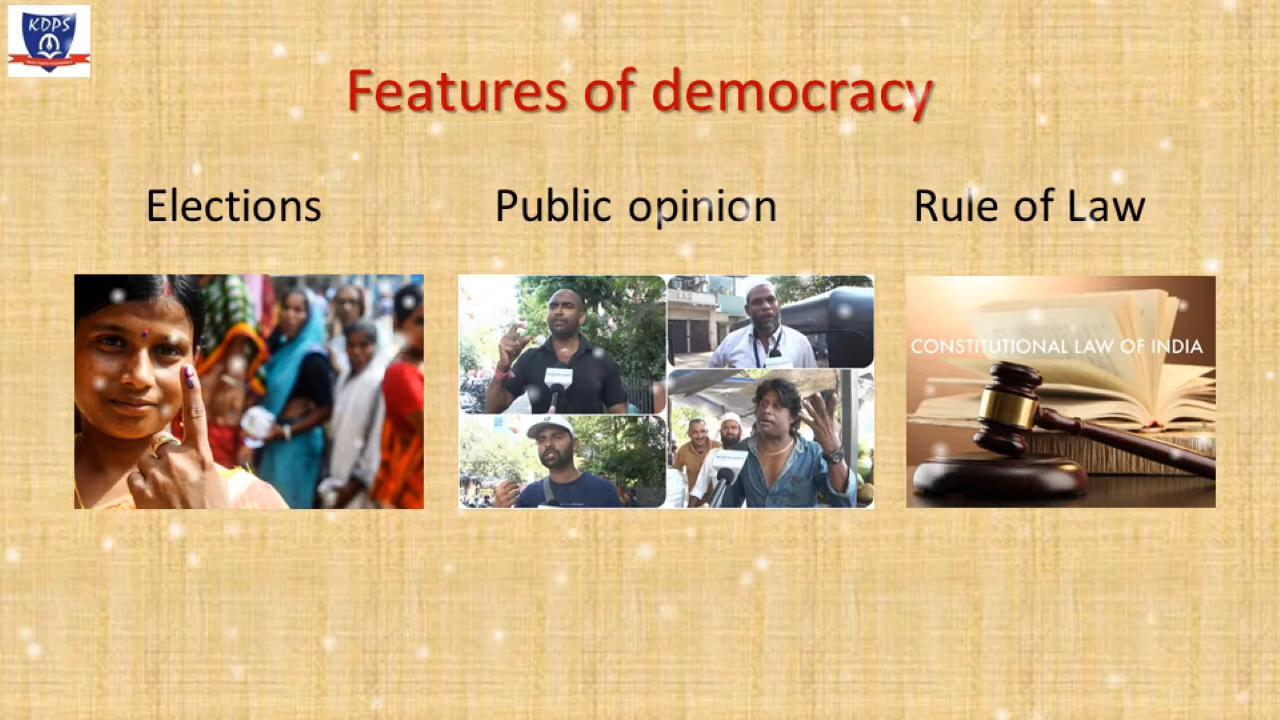 KDPS
Features of democracy
Elections
Public opinion
Rule of Law
CONSTITUTIONAL LAW OF INDIA